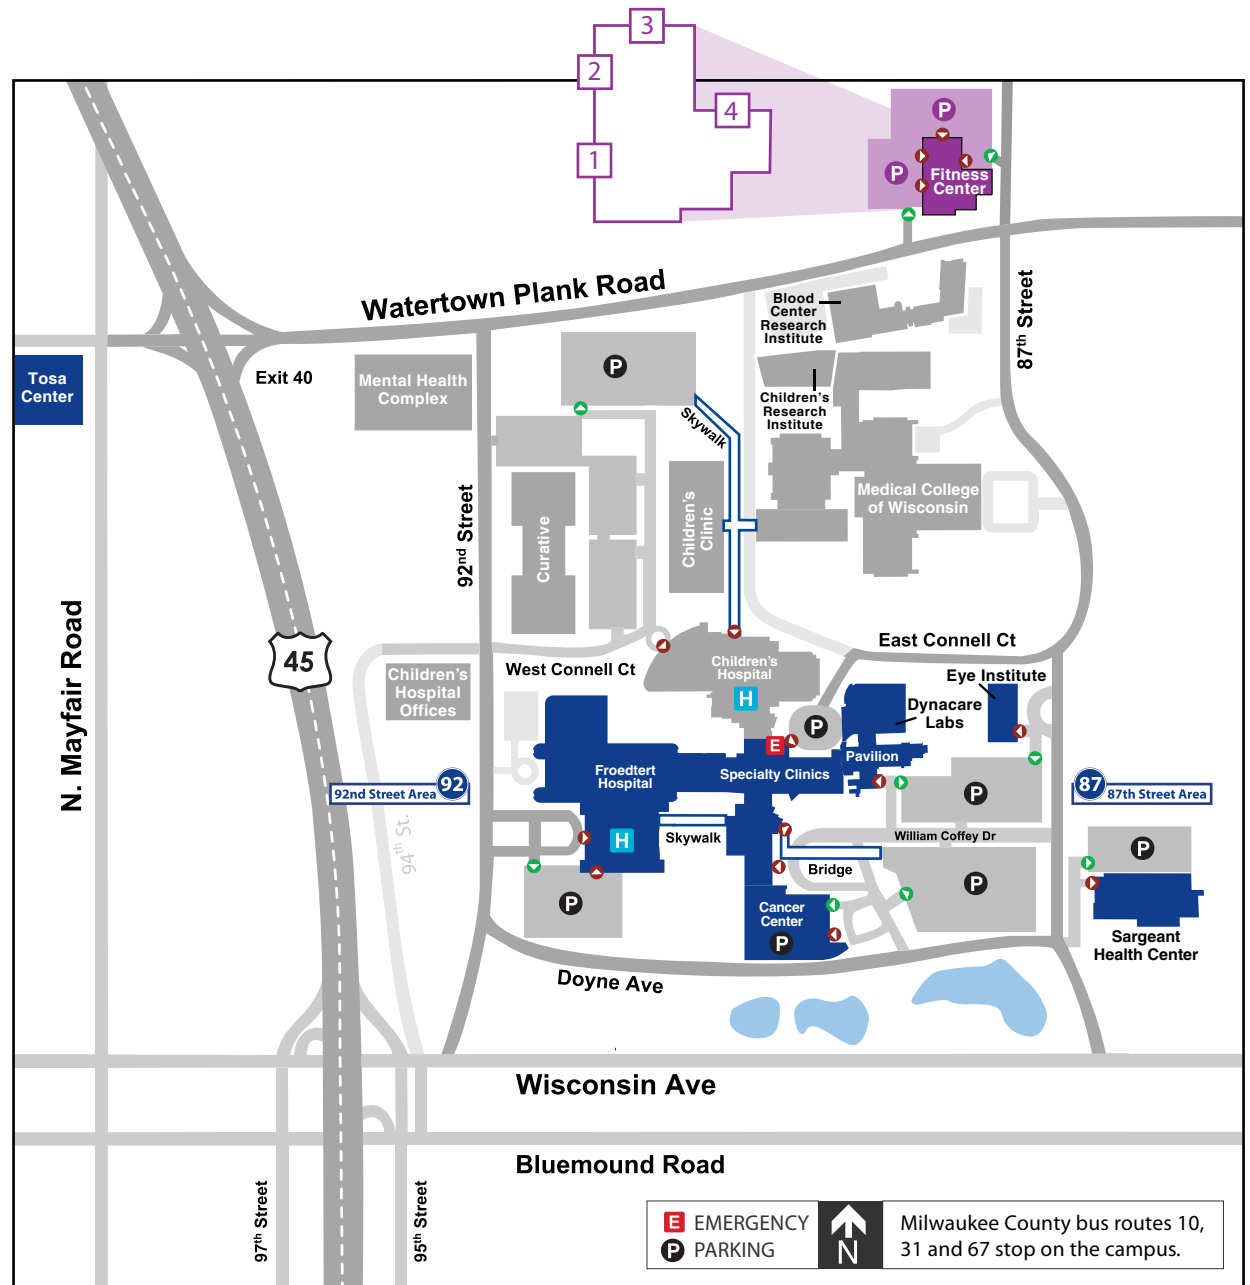 3
2
4
1
P
P
Fitness
Center
Watertown Plank Road
87th Street
Blood
Center
Research
Institute
P
Tosa
Center
Exit 40
Mental Health
Complex
Children's
Research
Institute
Skywalk
92nd Street
Curative
Children's
Clinic
Medical College
of Wisconsin
N. Mayfair Road
45
West Connell Ct
East Connell Ct
Children's
Hospital
Offices
Children's
Hospital
H
Eye Institute
Dynacare
Labs
P
E
Pavilion
Froedtert
Hospital
Specialty Clinics
92nd Street Area
92
87
87th Street Area
P
94th St.
H
Skywalk
William Coffey Dr
Bridge
P
P
P
Cancer
Center
P
Sargeant
Health Center
Doyne Ave
Wisconsin Ave
Bluemound Road
97th Street
95th Street
E EMERGENCY
P PARKING
N
Milwaukee County bus routes 10,
31 and 67 stop on the campus.